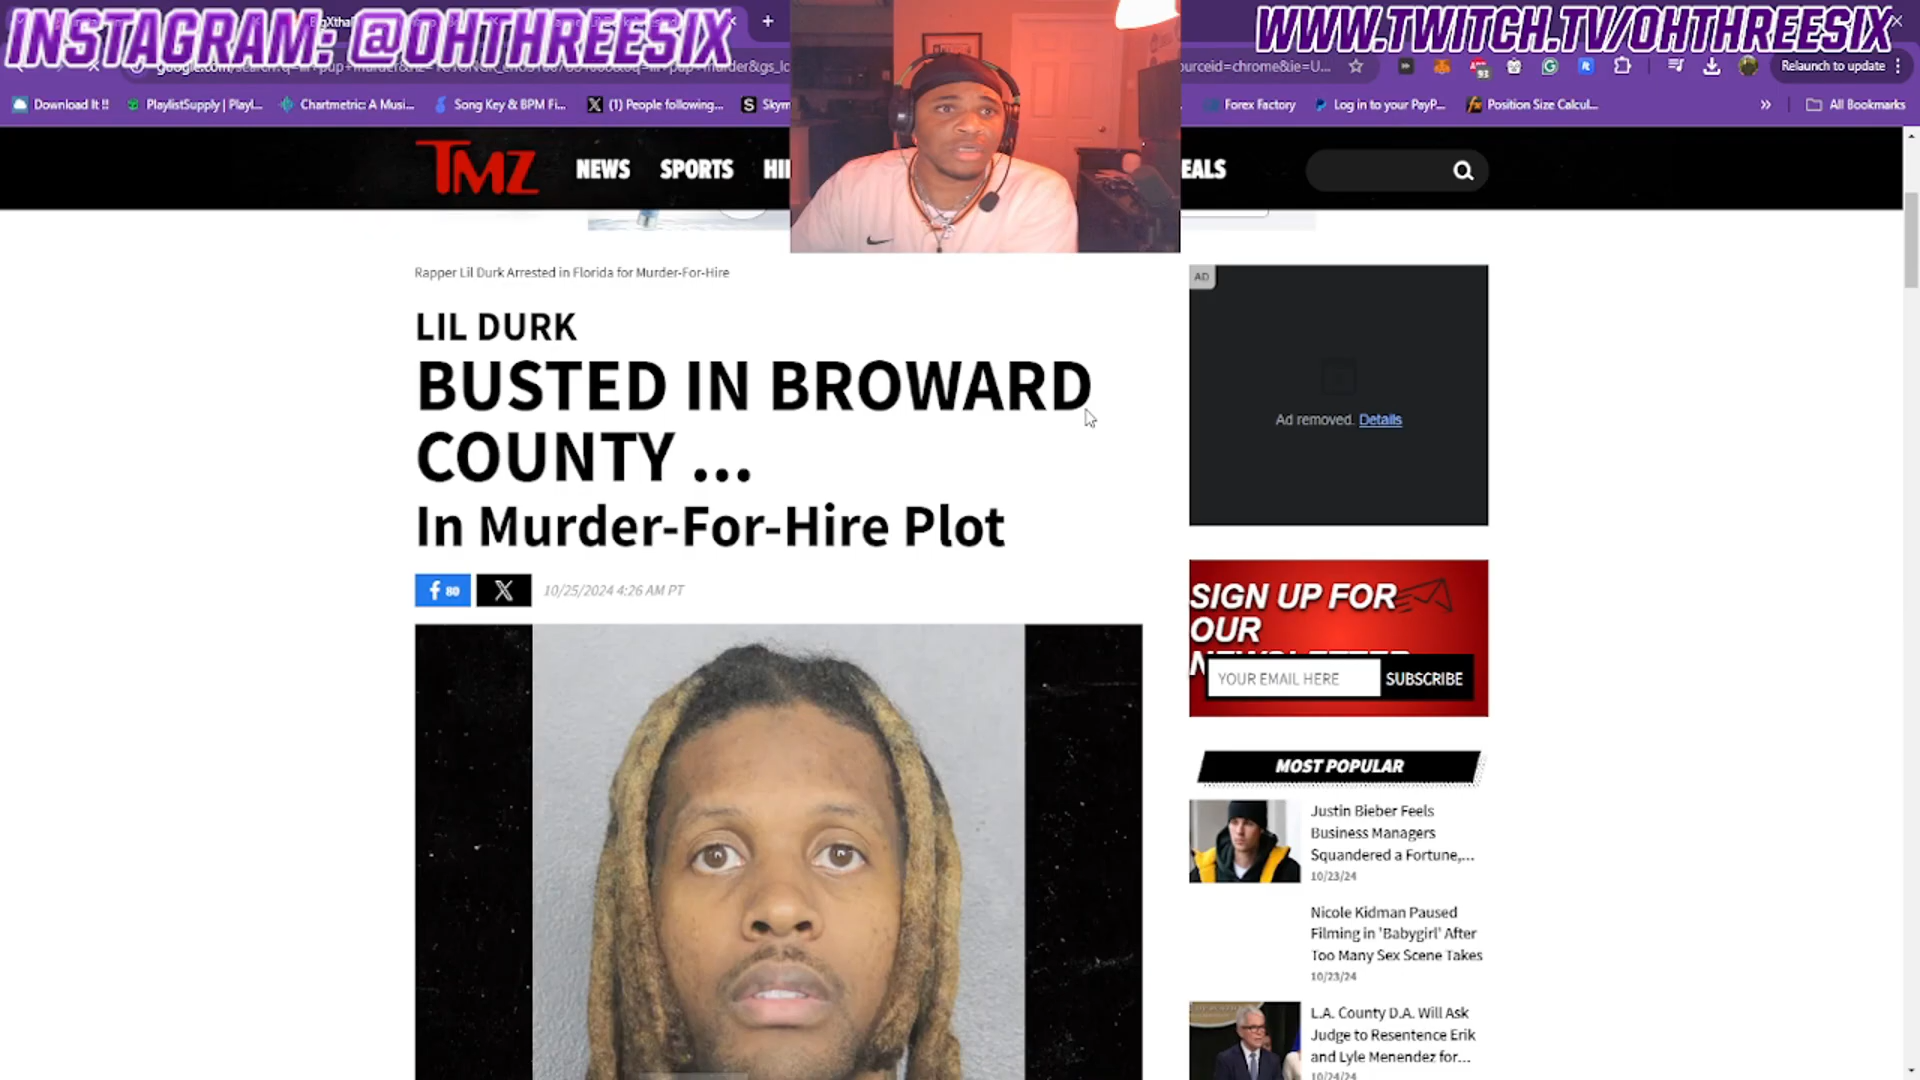 INSTAGRAM: @OHTHREESIX
WWW.TWITCH.TV/OHTHREESIX
Relaunch to update
Download It !!
PlaylistSupply | Playl...
Chartmetric: A Musi...
Song Key & BPM Fi...
(1) People following...
Forex Factory
Log in to your PayP...
Position Size Calcul...
All Bookmarks
TMZ
NEWS
SPORTS
AD
Rapper Lil Durk Arrested in Florida for Murder-For-Hire
LIL DURK
BUSTED IN BROWARD
COUNTY ...
In Murder-For-Hire Plot
80
10/25/2024 4:26 AM PT
Ad removed. Details
SIGN UP FOR
OUR
YOUR EMAIL HERE
SUBSCRIBE
MOST POPULAR
Justin Bieber Feels
Business Managers
Squandered a Fortune,...
10/23/24
Nicole Kidman Paused
Filming in 'Babygirl' After
Too Many Sex Scene Takes
10/23/24
L.A. County D.A. Will Ask
Judge to Resentence Erik
and Lyle Menendez for...
10/24/24